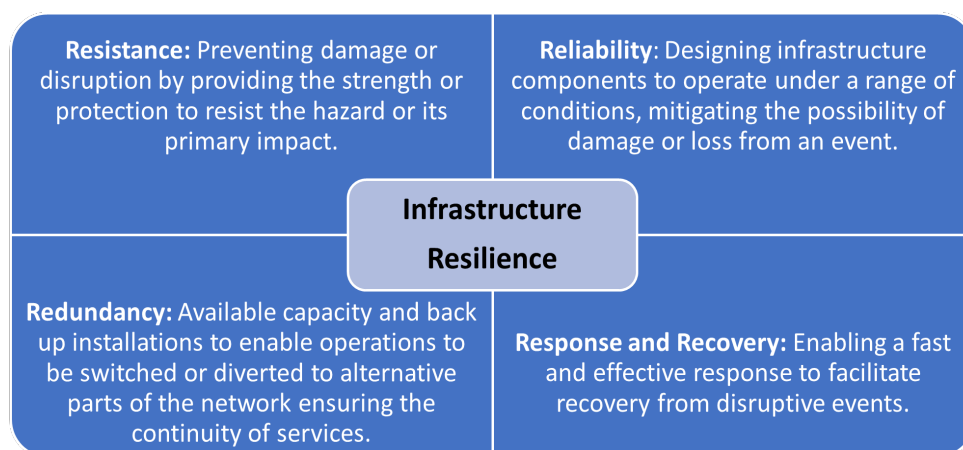 Resistance: Preventing damage or
disruption by providing the strength or
protection to resist the hazard or its
primary impact.
Reliability: Designing infrastructure
components to operate under a range of
conditions, mitigating the possibility of
damage or loss from an event.
Infrastructure
Resilience
Redundancy: Available capacity and back
up installations to enable operations to
be switched or diverted to alternative
parts of the network ensuring the
continuity of services.
Response and Recovery: Enabling a fast
and effective response to facilitate
recovery from disruptive events.